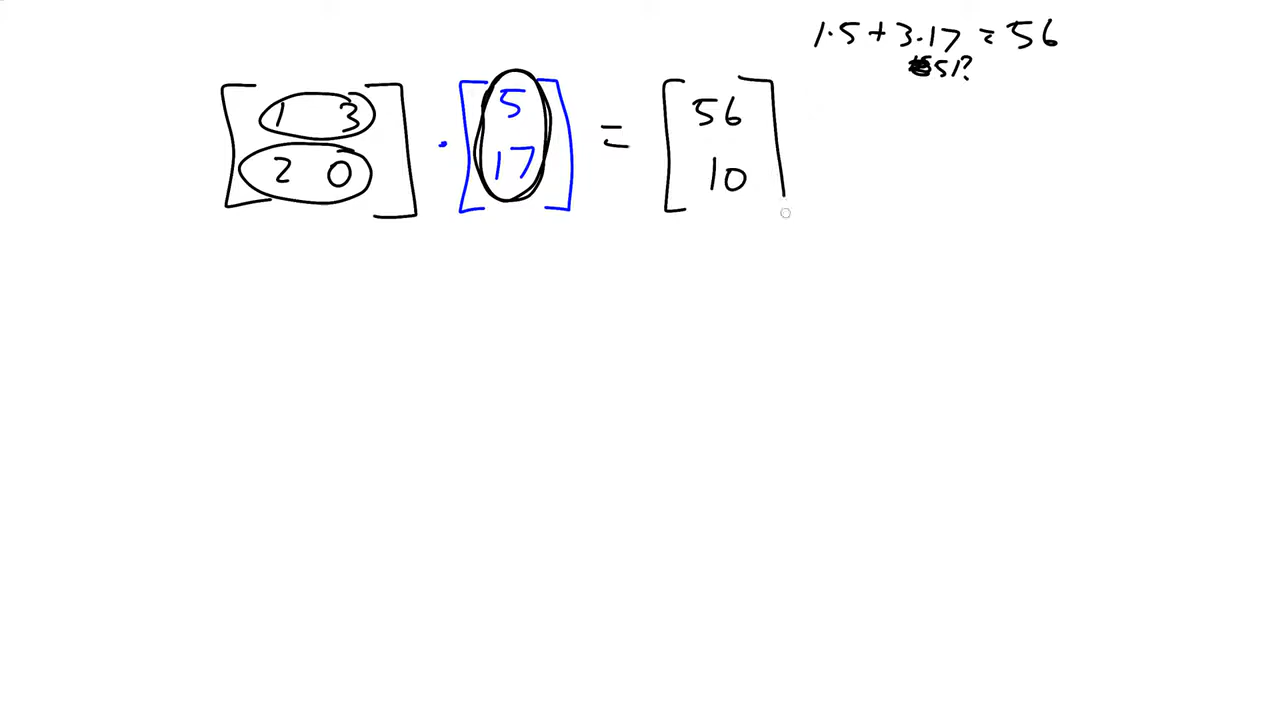 1·5+3·17=56
51?
[1 3
2 0] · [5
17] = [56
10]